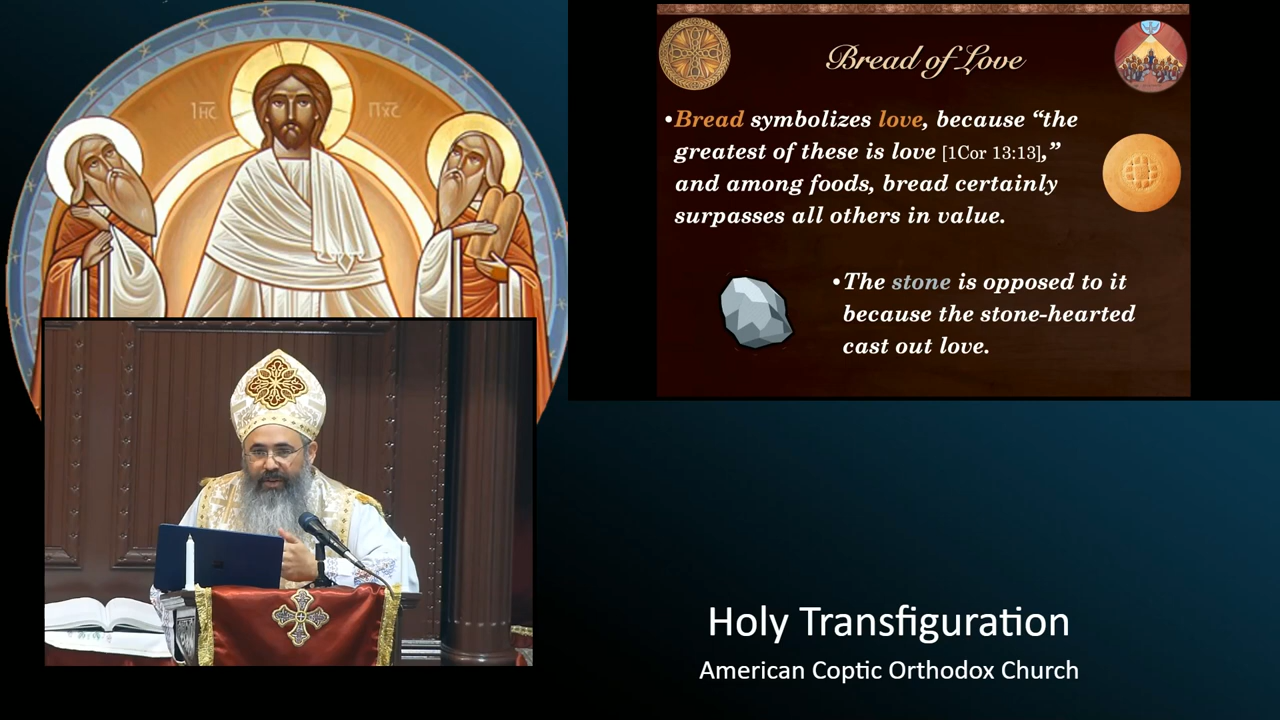 ΙΗC
ΠΧC
Bread of Love
•Bread symbolizes love, because “the
greatest of these is love [1Cor 13:13],”
and among foods, bread certainly
surpasses all others in value.
•The stone is opposed to it
because the stone-hearted
cast out love.
Holy Transfiguration
American Coptic Orthodox Church